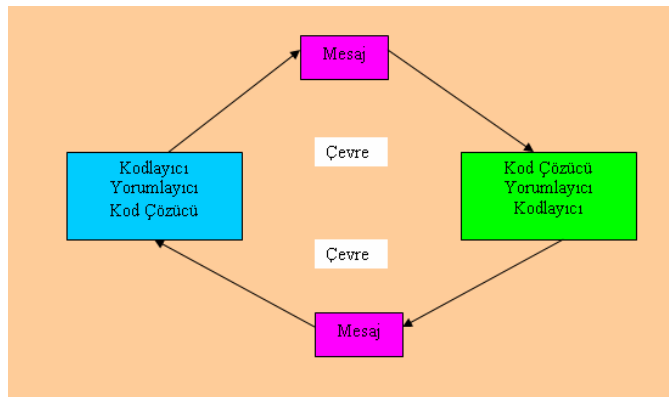 Mesaj
Çevre
Kodlayıcı
Yorumlayıcı
Kod Çözücü
Kod Çözücü
Yorumlayıcı
Kodlayıcı
Çevre
Mesaj